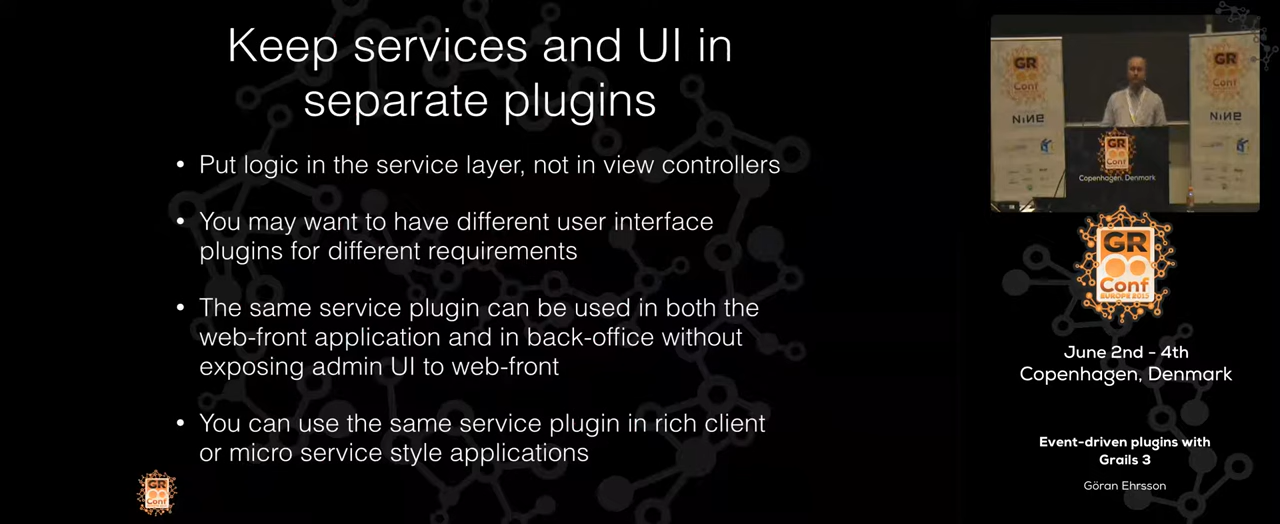 Keep services and UI in
separate plugins
• Put logic in the service layer, not in view controllers
• You may want to have different user interface
plugins for different requirements
• The same service plugin can be used in both the
web-front application and in back-office without
exposing admin UI to web-front
• You can use the same service plugin in rich client
or micro service style applications
GR
Conf
GR
Conf
NINE
GR
Conf
NINE
Conf
Copenhagen, Denmark
GR
Conf
EUROPE 2015
June 2nd - 4th
Copenhagen, Denmark
Event-driven plugins with
Grails 3
Göran Ehrsson